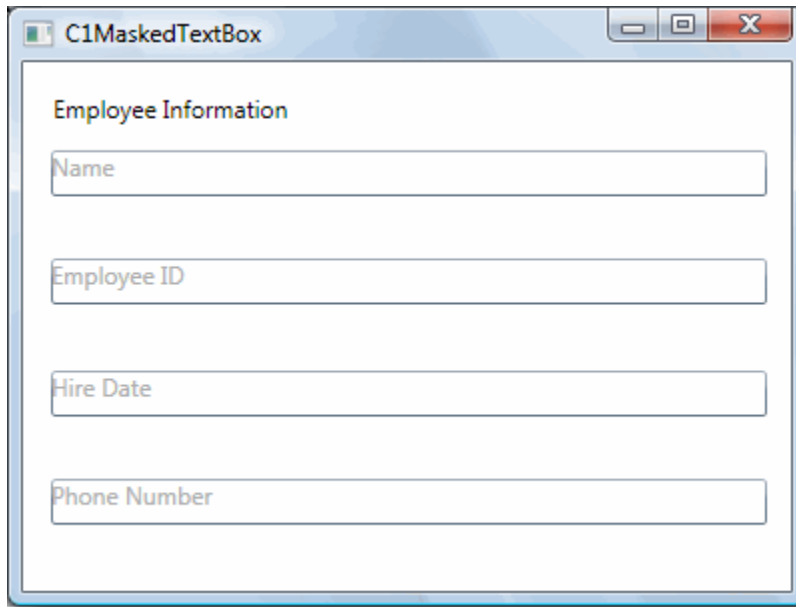 C1MaskedTextBox
Employee Information
Name
Employee ID
Hire Date
Phone Number